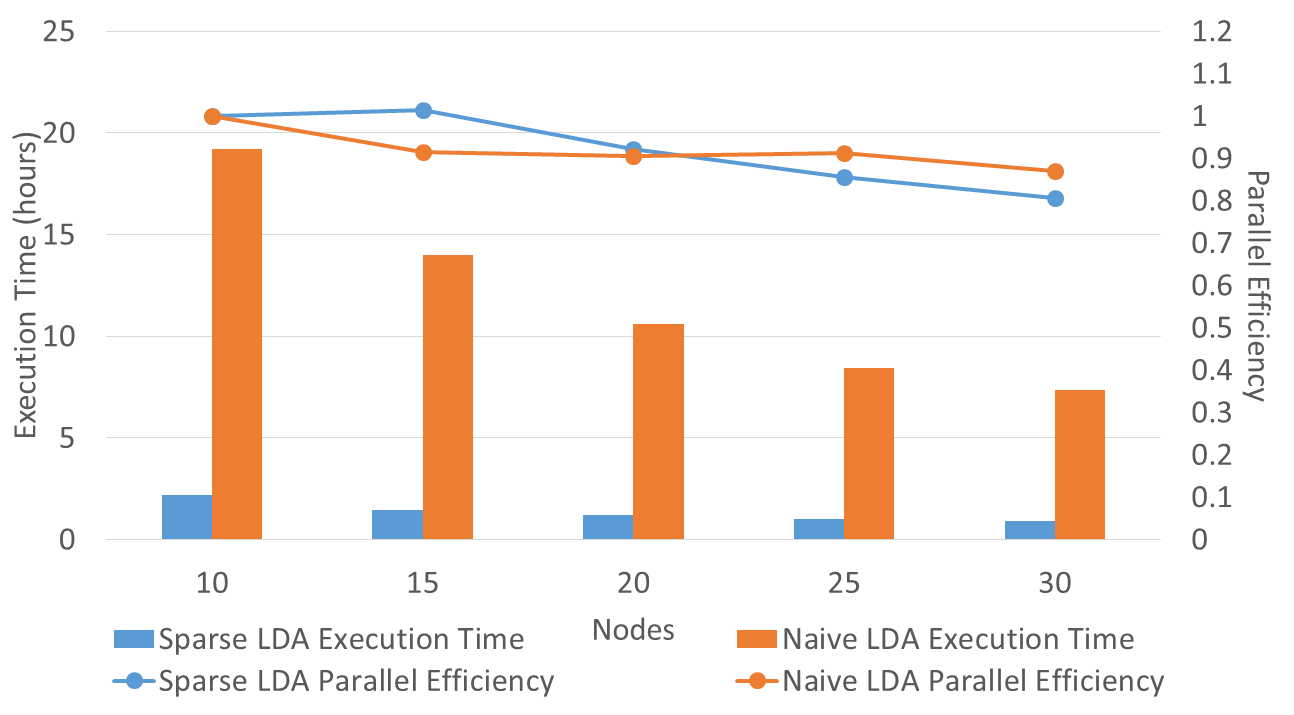 25
20
15
10
5
0
Execution Time (hours)
1.2
1.1
1
0.9
0.8
0.7
0.6
0.5
0.4
0.3
0.2
0.1
0
Parallel Efficiency
10 15 20 25 30
Nodes
Sparse LDA Execution Time
Naive LDA Execution Time
Sparse LDA Parallel Efficiency
Naive LDA Parallel Efficiency